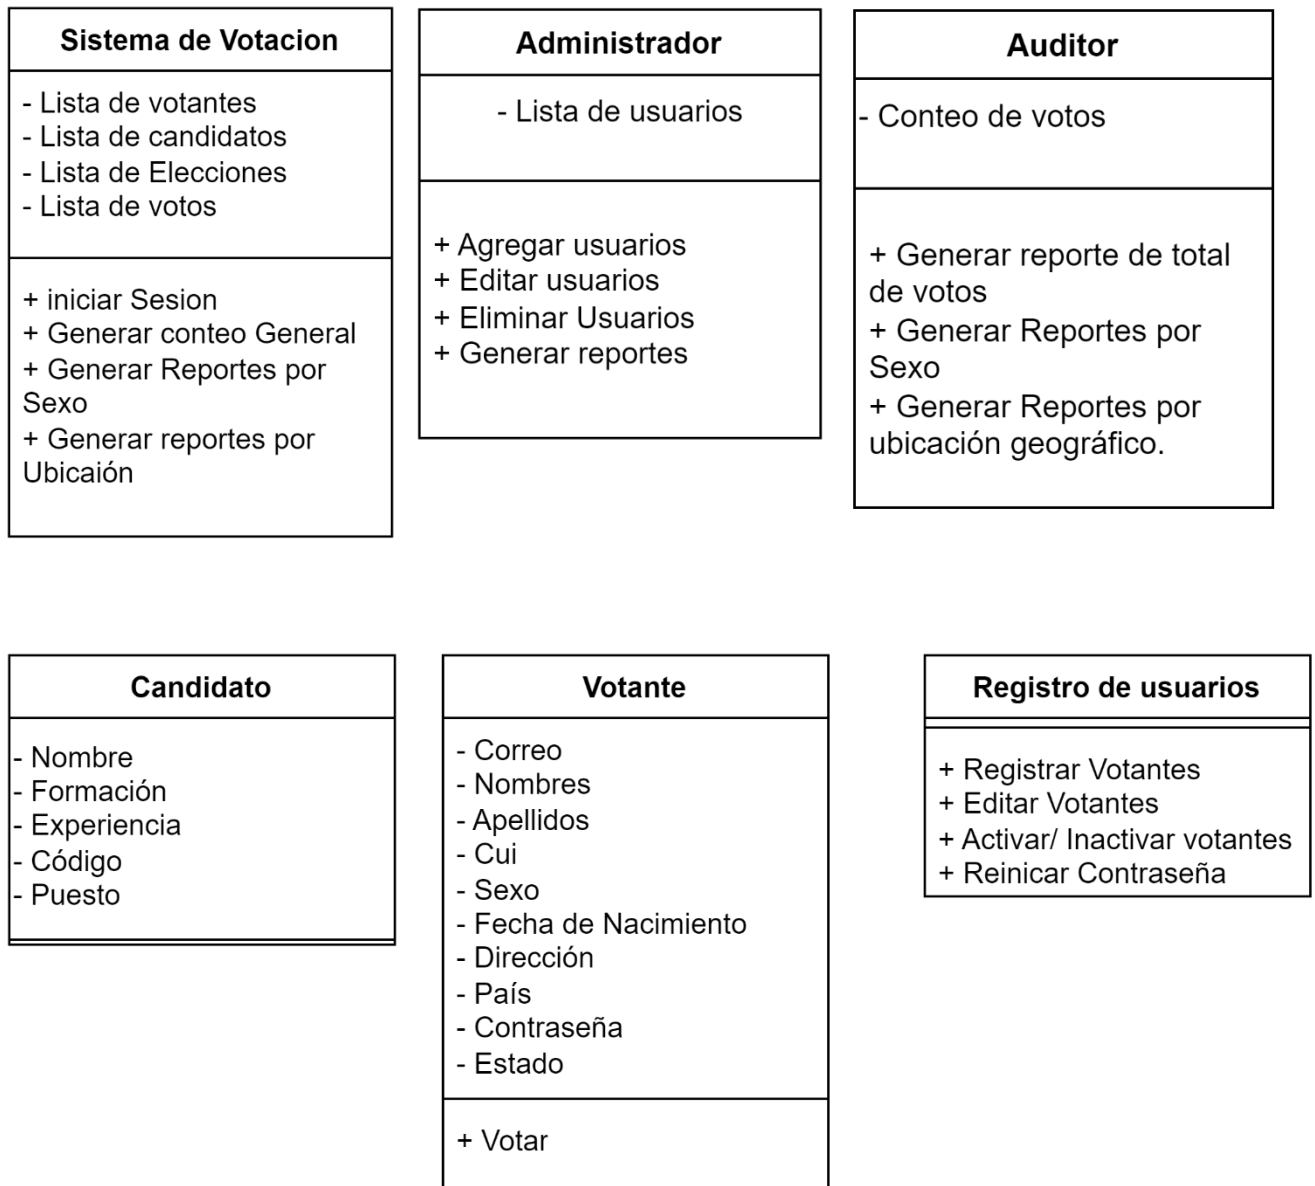 Sistema de Votacion
- Lista de votantes
- Lista de candidatos
- Lista de Elecciones
- Lista de votos
+ iniciar Sesion
+ Generar conteo General
+ Generar Reportes por
Sexo
+ Generar reportes por
Ubicaión
Administrador
- Lista de usuarios
+ Agregar usuarios
+ Editar usuarios
+ Eliminar Usuarios
+ Generar reportes
Auditor
- Conteo de votos
+ Generar reporte de total
de votos
+ Generar Reportes por
Sexo
+ Generar Reportes por
ubicación geográfico.
Candidato
- Nombre
- Formación
- Experiencia
- Código
- Puesto
Votante
- Correo
- Nombres
- Apellidos
- Cui
- Sexo
- Fecha de Nacimiento
- Dirección
- País
- Contraseña
- Estado
+ Votar
Registro de usuarios
+ Registrar Votantes
+ Editar Votantes
+ Activar/ Inactivar votantes
+ Reinicar Contraseña